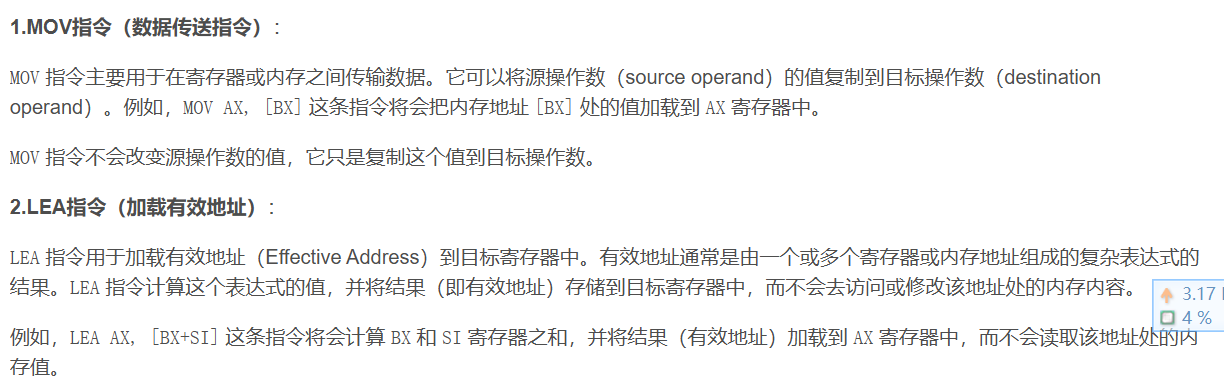 1.MOV指令（数据传送指令）：
MOV 指令主要用于在寄存器或内存之间传输数据。它可以将源操作数（source operand）的值复制到目标操作数（destination
operand）。例如，MOV AX, [BX] 这条指令将会把内存地址 [BX] 处的值加载到 AX 寄存器中。
MOV 指令不会改变源操作数的值，它只是复制这个值到目标操作数。
2.LEA指令（加载有效地址）：
LEA 指令用于加载有效地址（Effective Address）到目标寄存器中。有效地址通常是由一个或多个寄存器或内存地址组成的复杂表达式的
结果。LEA 指令计算这个表达式的值，并将结果（即有效地址）存储到目标寄存器中，而不会去访问或修改该地址处的内存内容。
3.17
4 %
例如，LEA AX, [BX+SI] 这条指令将会计算 BX 和 SI 寄存器之和，并将结果（有效地址）加载到 AX 寄存器中，而不会读取该地址处的内
存值。